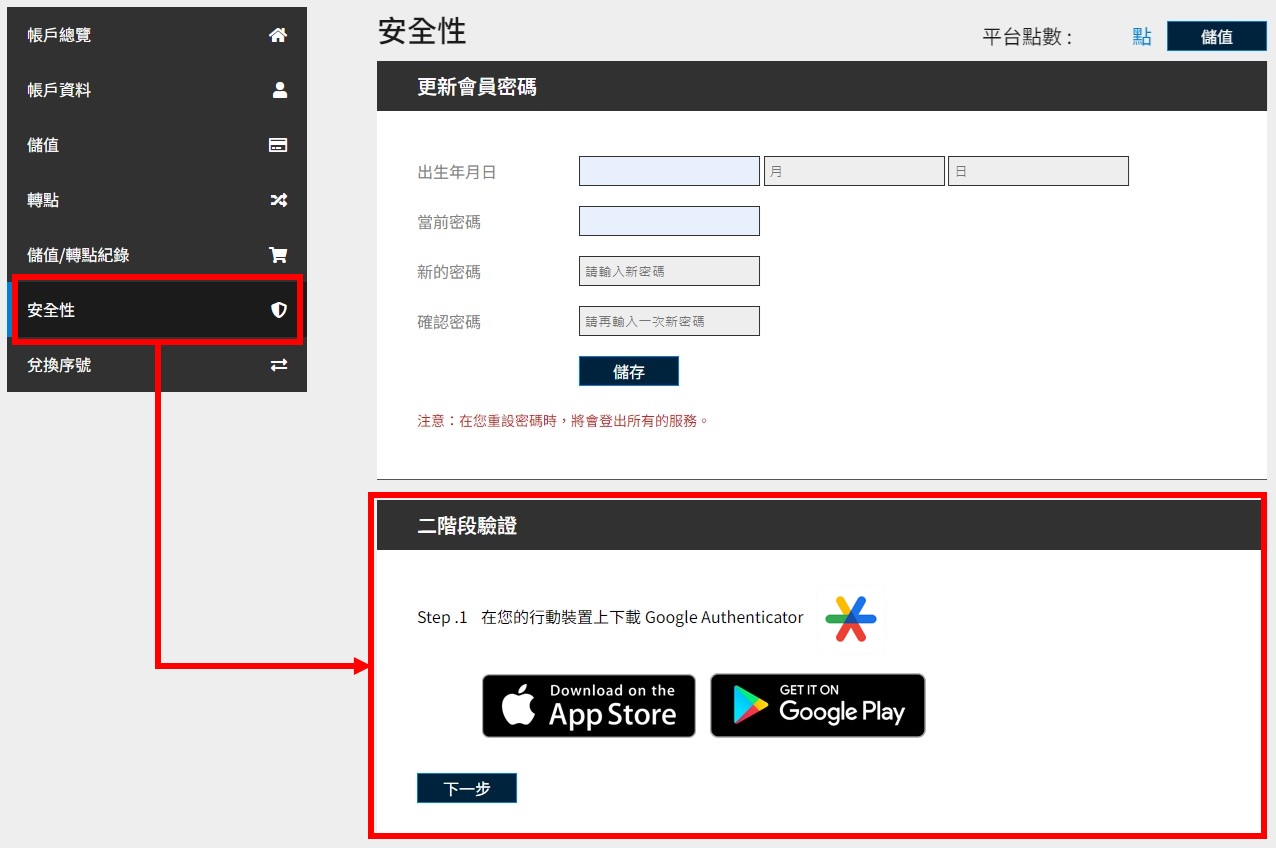 帳戶總覽
帳戶資料
儲值
轉點
儲值/轉點紀錄
安全性
兌換序號
安全性
平台點數 : 點 儲值
更新會員密碼
出生年月日 月 日
當前密碼
新的密碼 請輸入新密碼
確認密碼 請再輸入一次新密碼
儲存
注意：在您重設密碼時，將會登出所有的服務。
二階段驗證
Step .1 在您的行動裝置上下載 Google Authenticator
Download on the
App Store
GET IT ON
Google Play
下一步